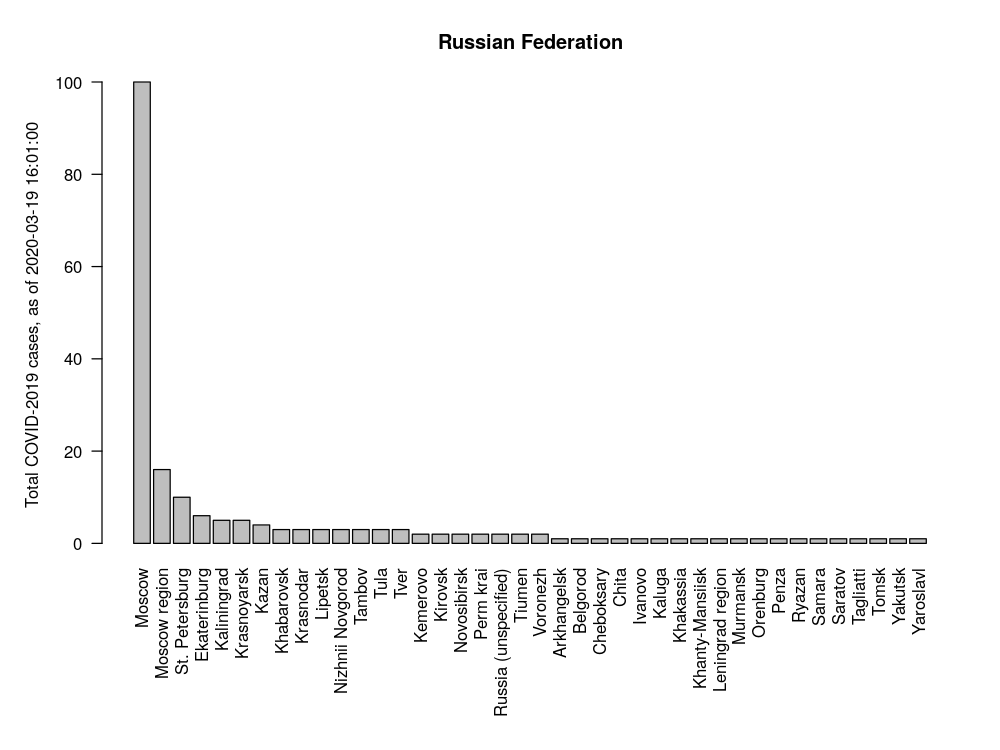 Russian Federation
Total COVID-2019 cases, as of 2020-03-19 16:01:00
100
80
60
40
20
0
Moscow
Moscow region
St. Petersburg
Ekaterinburg
Kaliningrad
Krasnoyarsk
Kazan
Khabarovsk
Krasnodar
Lipetsk
Nizhnii Novgorod
Tambov
Tula
Tver
Kemerovo
Kirovsk
Novosibirsk
Perm krai
Russia (unspecified)
Tiumen
Voronezh
Arkhangelsk
Belgorod
Cheboksary
Chita
Ivanovo
Kaluga
Khakassia
Khanty-Mansiisk
Leningrad region
Murmansk
Orenburg
Penza
Ryazan
Samara
Saratov
Tagliatti
Tomsk
Yakutsk
Yaroslavl